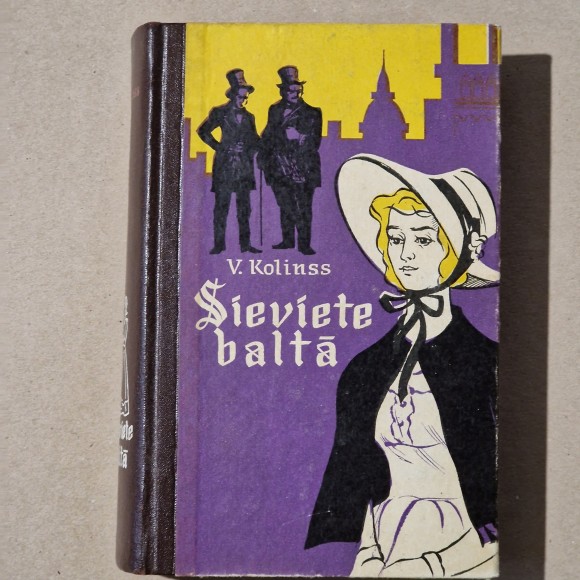 V. Kolinss
Sieviete
baltā